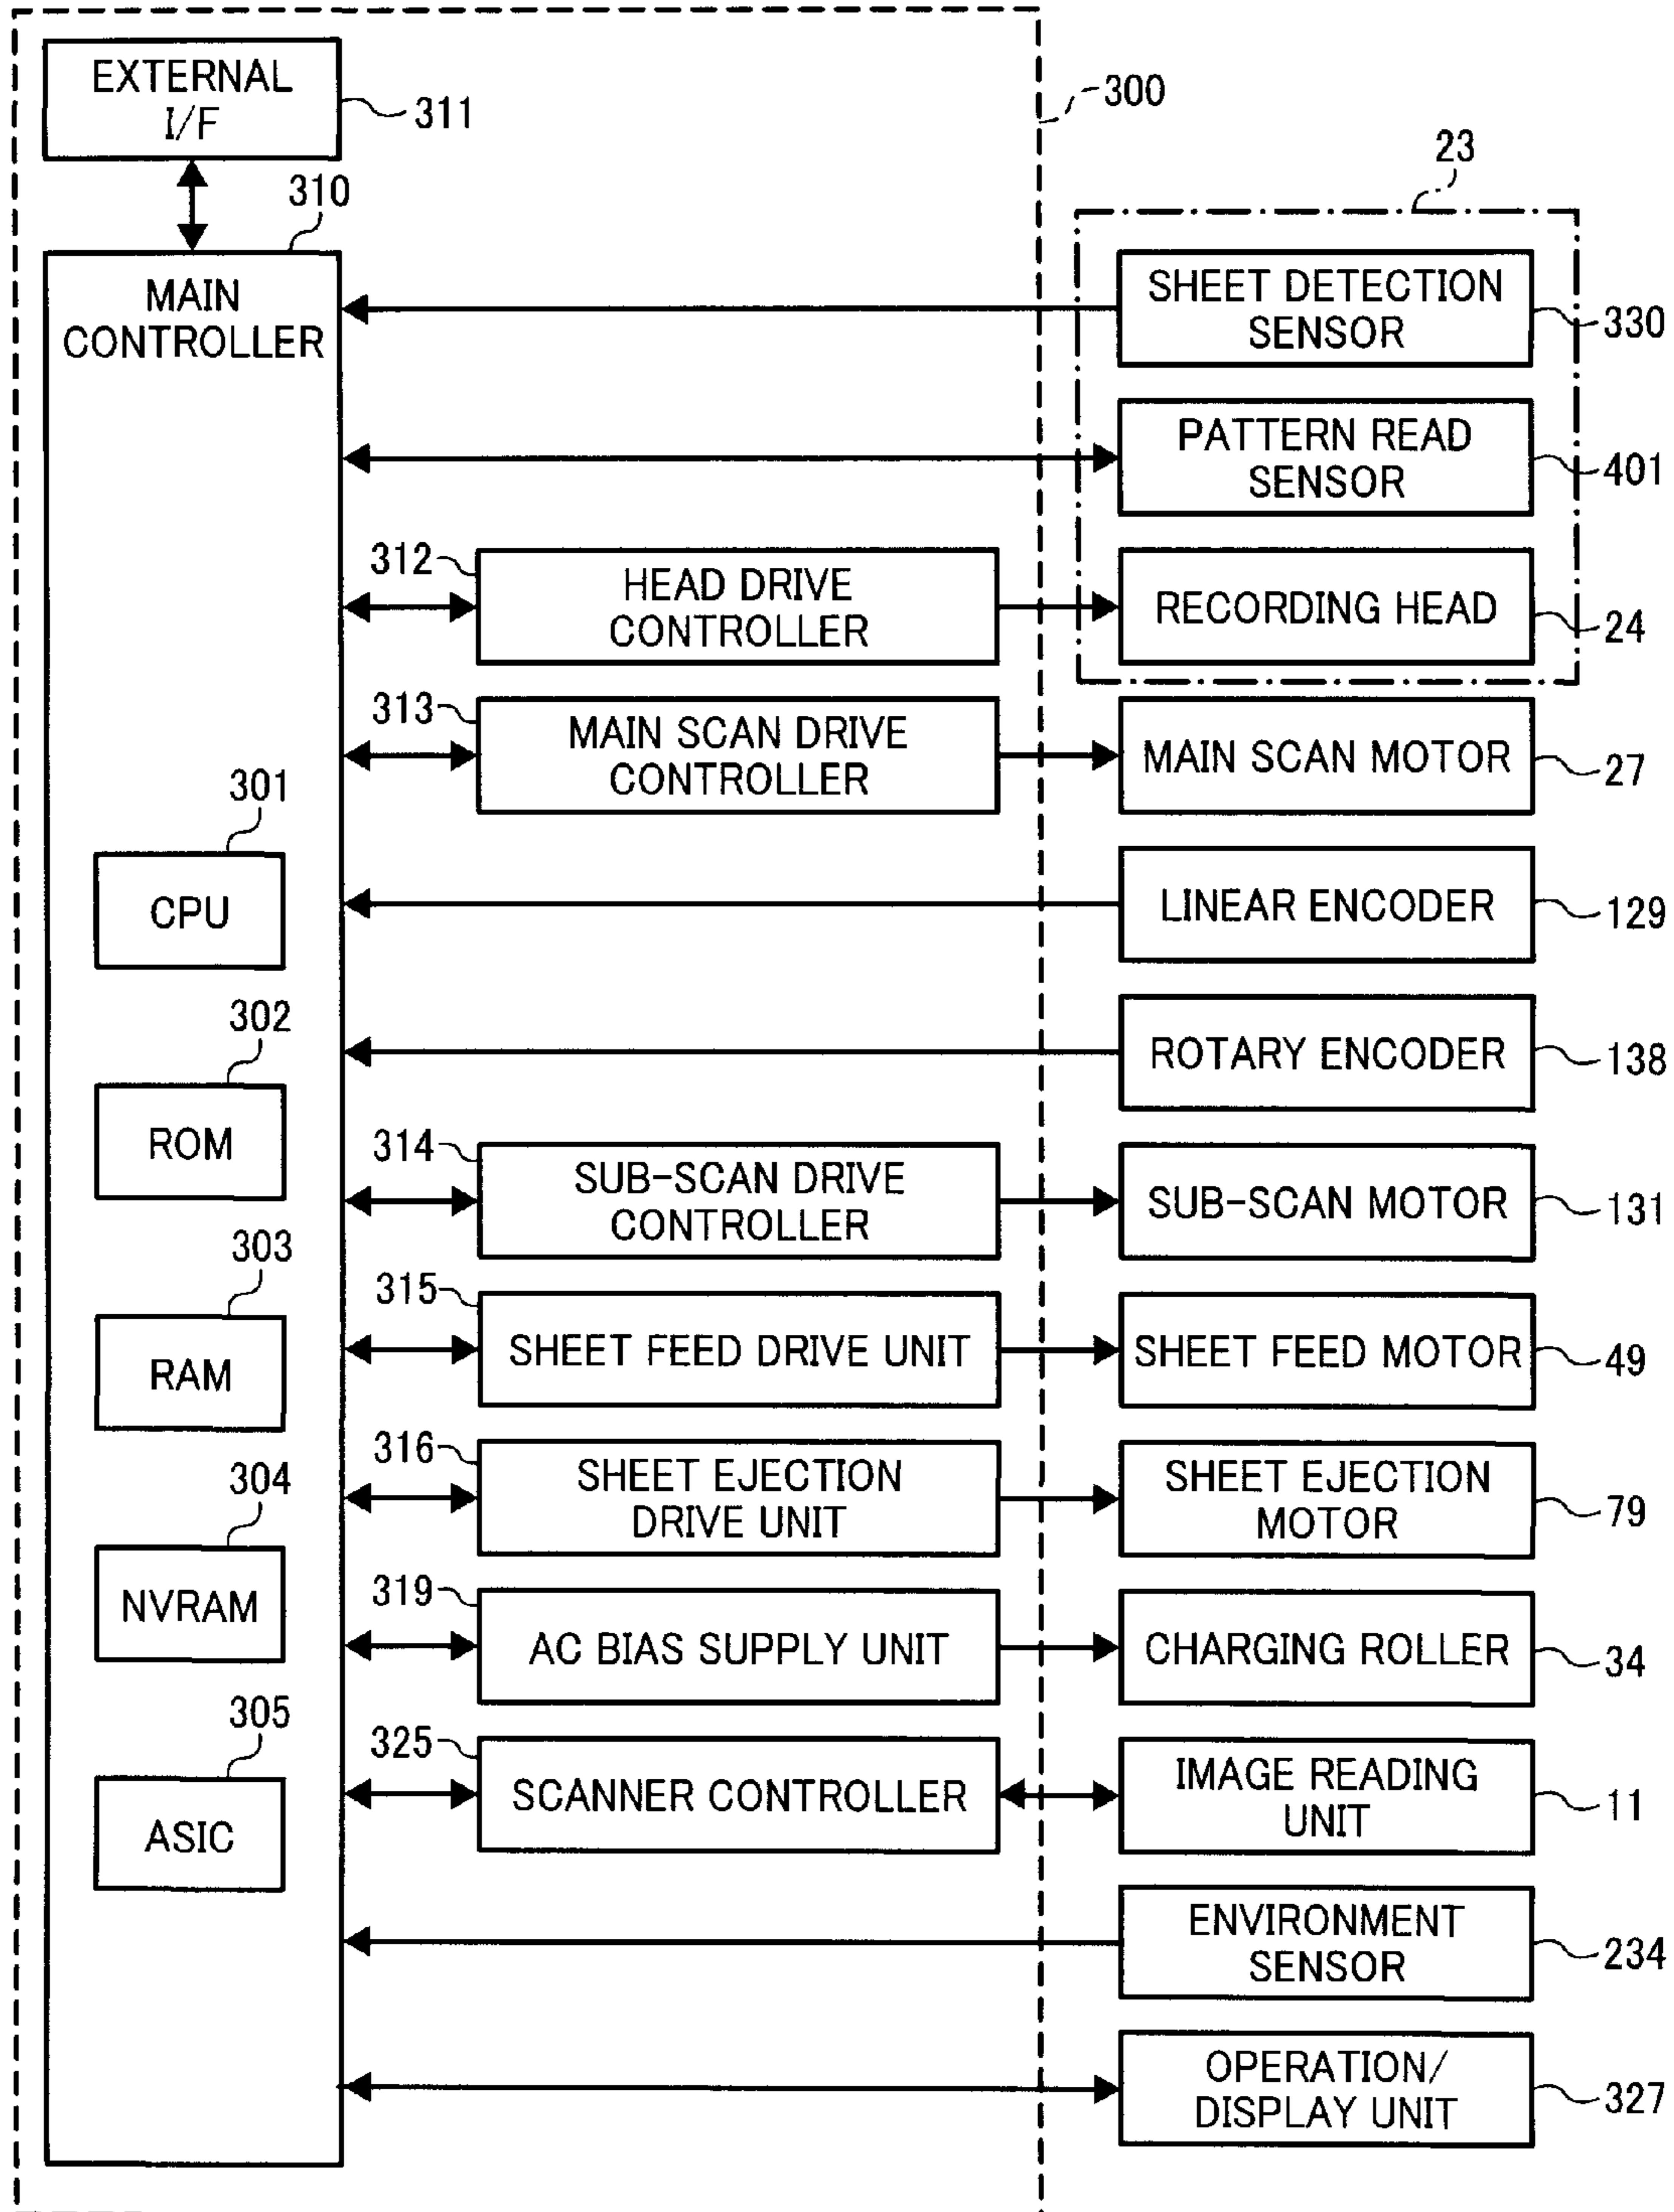 EXTERNAL
I/F
311
300
23
310
MAIN
CONTROLLER
SHEET DETECTION
SENSOR
330
PATTERN READ
SENSOR
401
312
HEAD DRIVE
CONTROLLER
RECORDING HEAD
24
313
MAIN SCAN DRIVE
CONTROLLER
MAIN SCAN MOTOR
27
301
CPU
LINEAR ENCODER
129
302
ROM
ROTARY ENCODER
138
314
SUB-SCAN DRIVE
CONTROLLER
SUB-SCAN MOTOR
131
303
RAM
315
SHEET FEED DRIVE UNIT
SHEET FEED MOTOR
49
304
NVRAM
316
SHEET EJECTION
DRIVE UNIT
SHEET EJECTION
MOTOR
79
319
AC BIAS SUPPLY UNIT
CHARGING ROLLER
34
305
ASIC
325
SCANNER CONTROLLER
IMAGE READING
UNIT
11
ENVIRONMENT
SENSOR
234
OPERATION/
DISPLAY UNIT
327